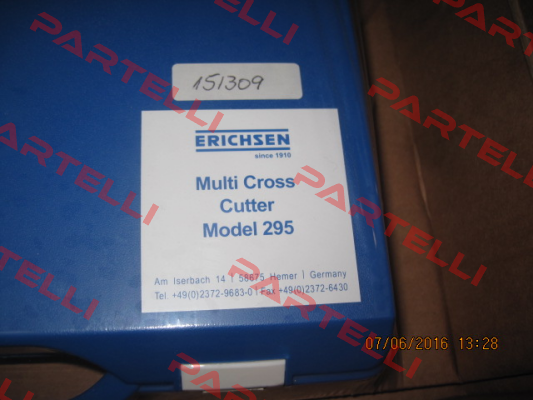 PARTELLI
PARTELLI
151309
ERICHSEN
since 1910
PARTELLI
Multi Cross
Cutter
Model 295
PARTELLI
Am Iserbach 14 | 58675 Hemer | Germany
Tel. +49(0)2372-9683-0 | Fax +49(0)2372-6430
PARTELLI
07/06/2016 13:28
PARTELLI
PARTELLI